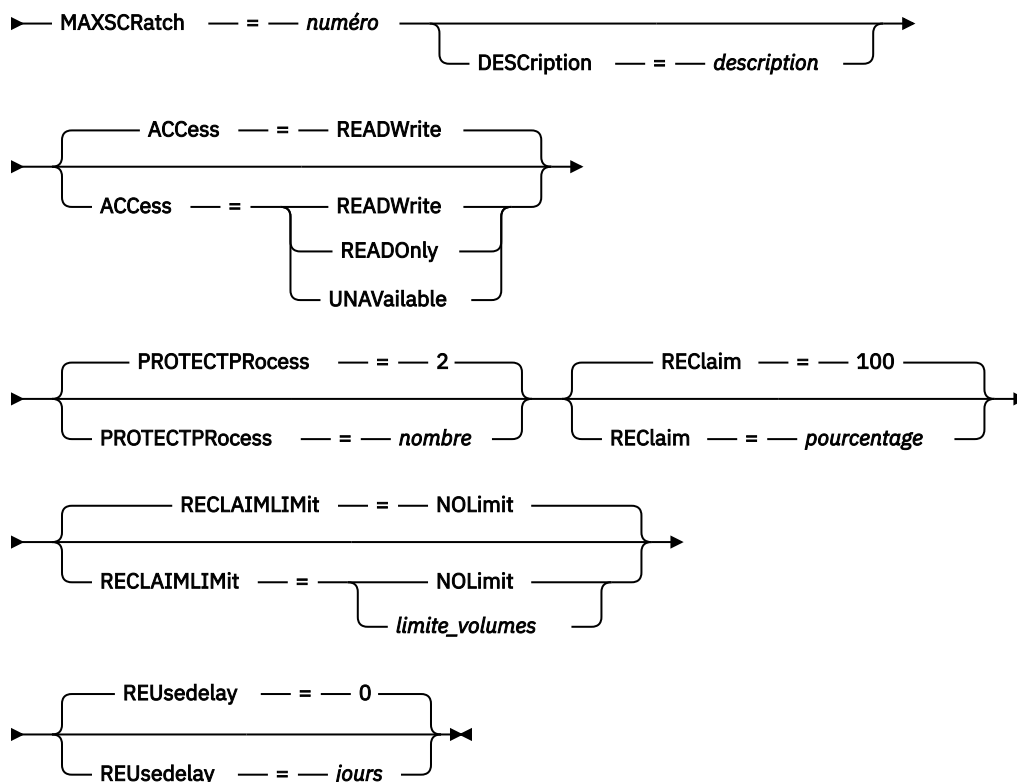 MAXSCRatch = numéro
DESCription = description
ACCess = READWrite
ACCess = READWrite
READOnly
UNAVailable
PROTECTPRocess = 2 REClaim = 100
PROTECTPRocess = nombre REClaim = pourcentage
RECLAIMLIMit = NOLimit
RECLAIMLIMit = NOLimit
limite_volumes
REUsedelay = 0
REUsedelay = jours